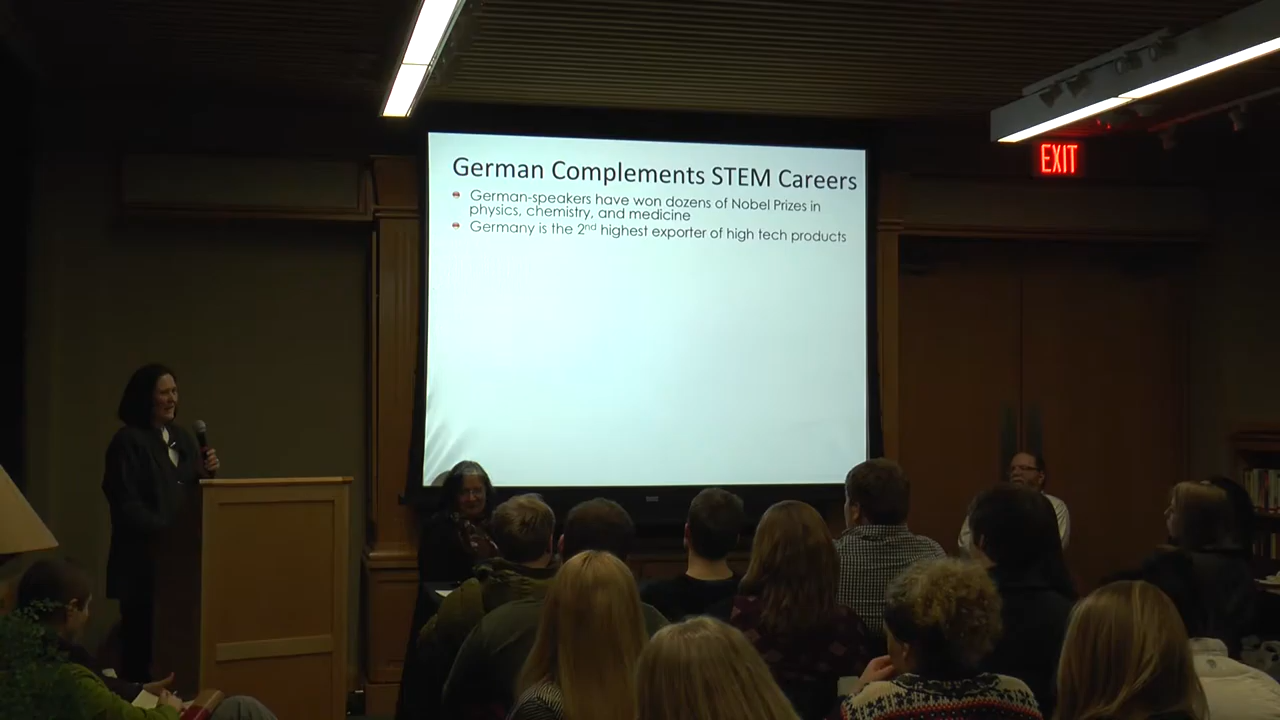 German Complements STEM Careers
German-speakers have won dozens of Nobel Prizes in
physics, chemistry, and medicine
Germany is the 2nd highest exporter of high tech products
EXIT